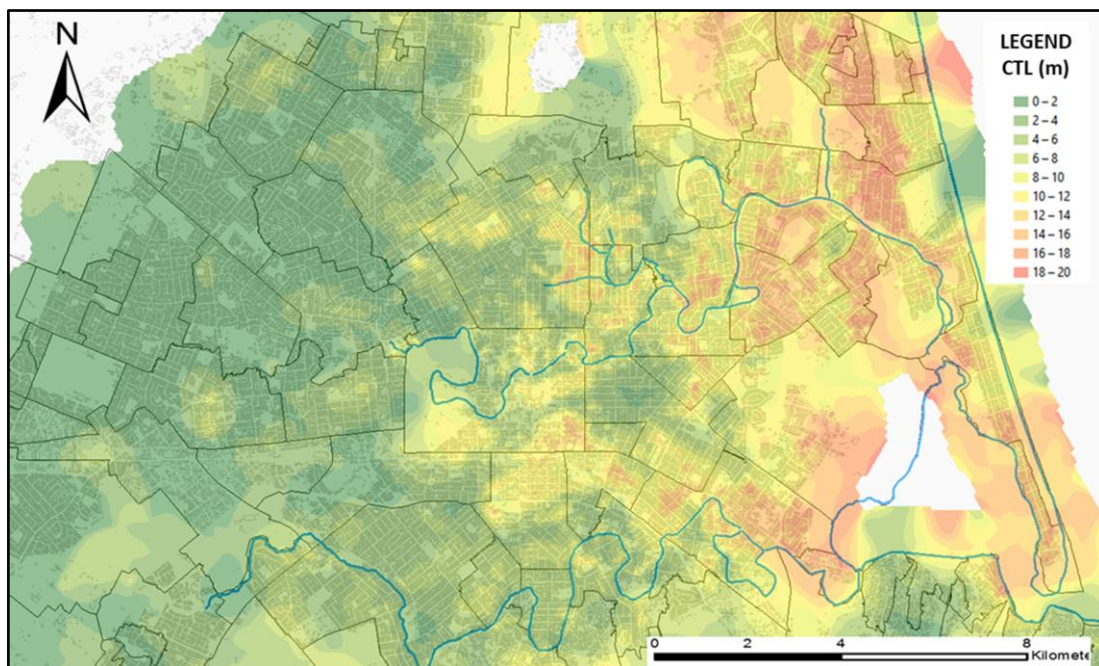 N
LEGEND
CTL (m)
0 – 2
2 – 4
4 – 6
6 – 8
8 – 10
10 – 12
12 – 14
14 – 16
16 – 18
18 – 20
0 2 4 8
Kilomete